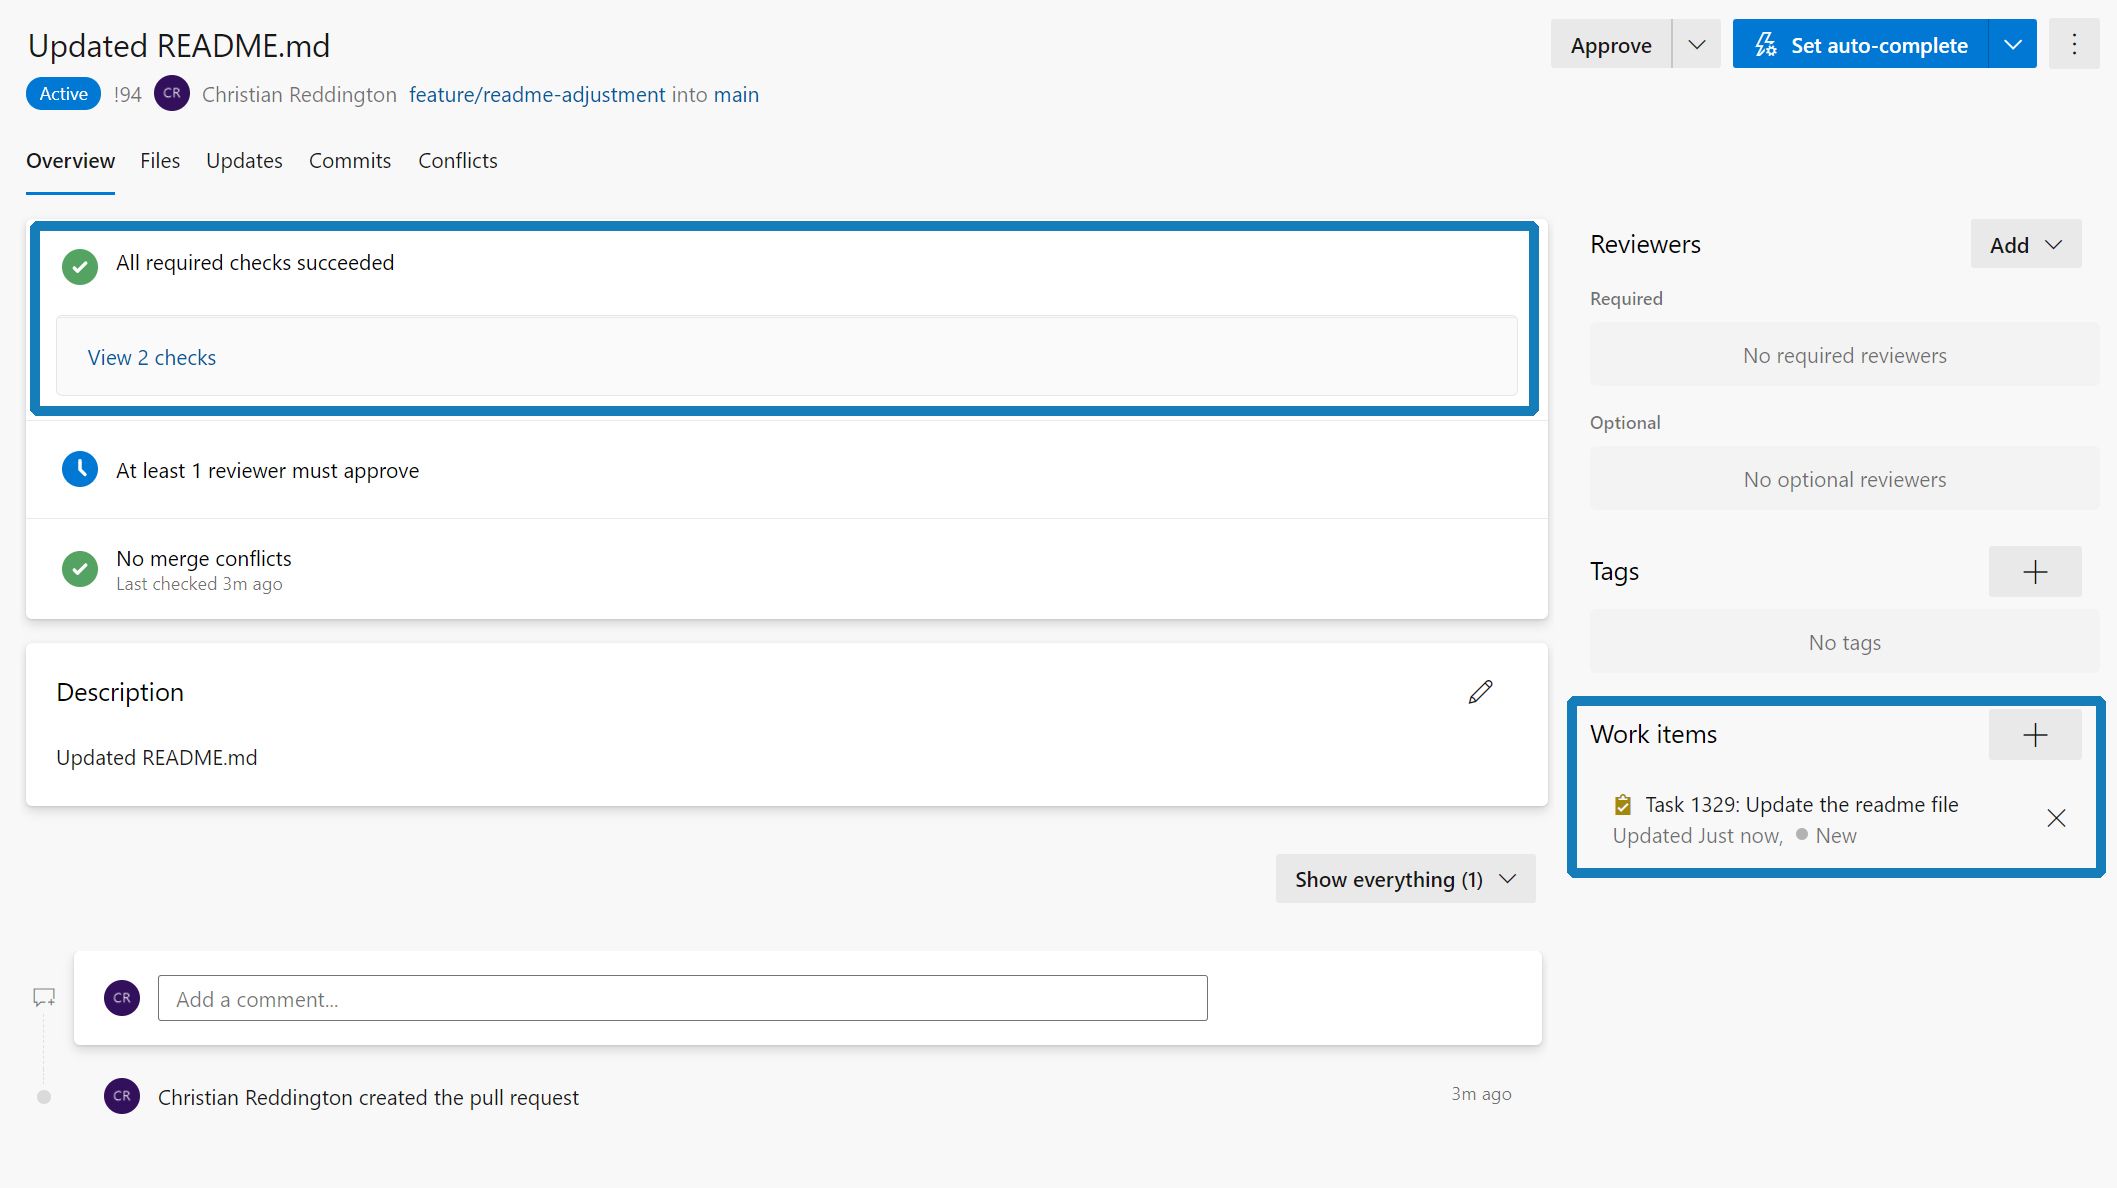 Updated README.md
Approve
Set auto-complete
Active !94 CR Christian Reddington feature/readme-adjustment into main
Overview Files Updates Commits Conflicts
All required checks succeeded
View 2 checks
At least 1 reviewer must approve
No merge conflicts
Last checked 3m ago
Description
Updated README.md
Show everything (1)
CR Add a comment...
CR Christian Reddington created the pull request 3m ago
Reviewers Add
Required
No required reviewers
Optional
No optional reviewers
Tags
No tags
Work items
Task 1329: Update the readme file
Updated Just now, New